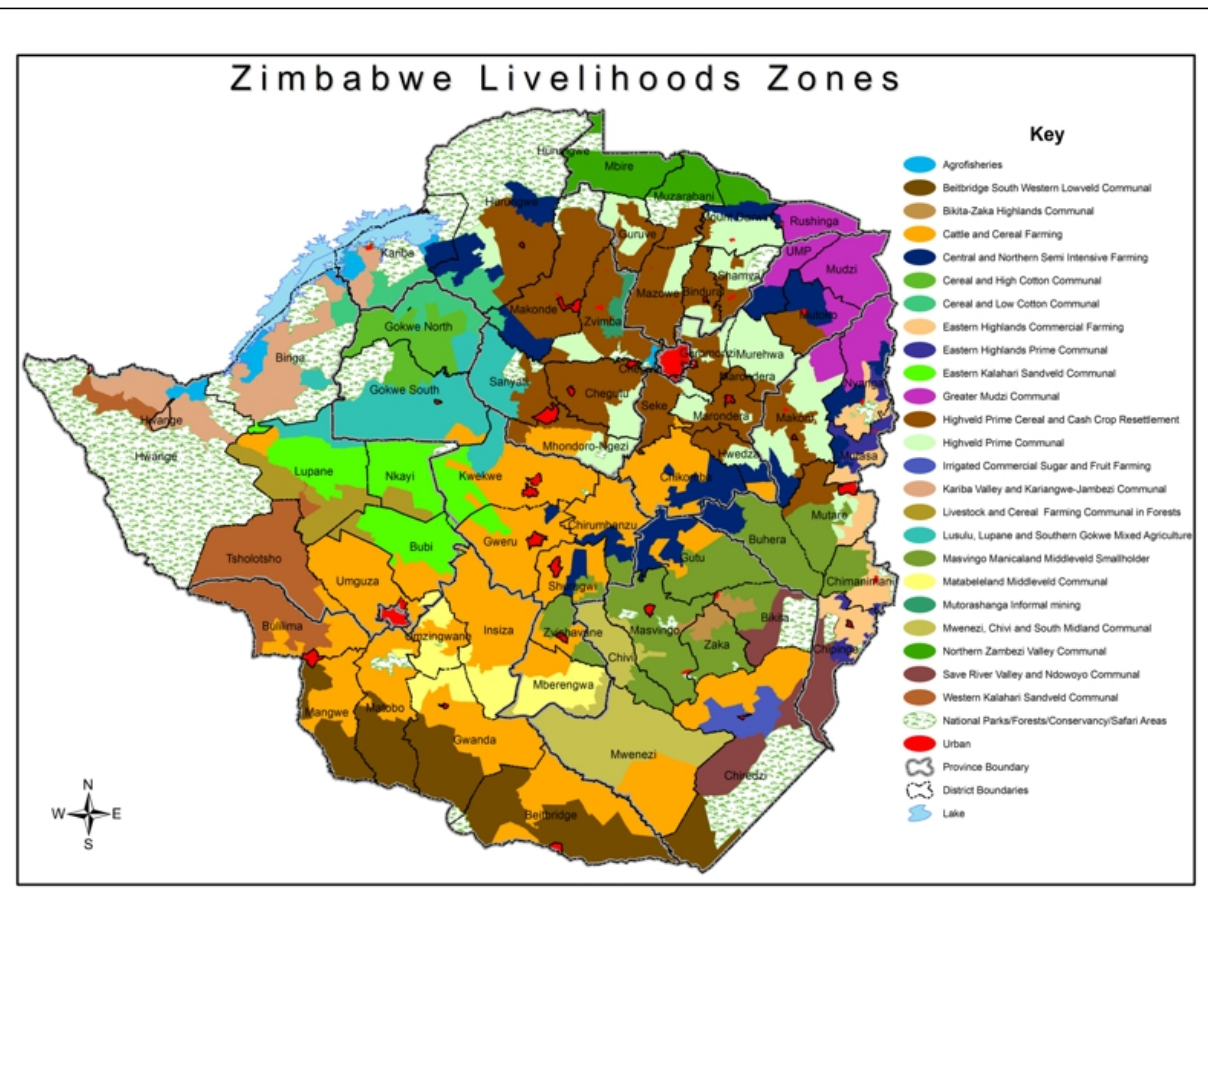 Zimbabwe Livelihoods Zones
Key
Agrofisheries
Beitbridge South Western Lowveld Communal
Bikita-Zaka Highlands Communal
Cattle and Cereal Farming
Central and Northern Semi Intensive Farming
Cereal and High Cotton Communal
Cereal and Low Cotton Communal
Eastern Highlands Commercial Farming
Eastern Highlands Prime Communal
Eastern Kalahari Sandveld Communal
Greater Mudzi Communal
Highveld Prime Cereal and Cash Crop Resettlement
Highveld Prime Communal
Irrigated Commercial Sugar and Fruit Farming
Kariba Valley and Kariangwe-Jambezi Communal
Livestock and Cereal Farming Communal in Forests
Lusulu, Lupane and Southern Gokwe Mixed Agriculture
Masvingo Manicaland Middleveld Smallholder
Matabeleland Middleveld Communal
Mutorashanga Informal mining
Mwenezi, Chivi and South Midland Communal
Northern Zambezi Valley Communal
Save River Valley and Ndowoyo Communal
Western Kalahari Sandveld Communal
National Parks/Forests/Conservancy/Safari Areas
Urban
Province Boundary
District Boundaries
Lake
Hurungwe
Mbire
Muzarabani
Hurungwe
Rushinga
Guruve
UMP
Kariba
Mudzi
Shamva
Mazowe
Bindura
Makonde
Zvimba
Mutoko
Gokwe North
Goromonzi
Murehwa
Binga
Marondera
Sanyati
Nyanga
Gokwe South
Chegutu
Seke
Marondera
Makoni
Hwange
Mhondoro-Ngezi
Hwedza
Mutasa
Hwange
Lupane
Nkayi
Kwekwe
Chikomba
Mutare
Chirumhanzu
Bubi
Gweru
Buhera
Tsholotsho
Gutu
Umguza
Shurugwi
Chimanimani
Bulilima
Umzingwane
Insiza
Zvishavane
Masvingo
Bikita
Zaka
Chivi
Chipinge
Mberengwa
Mangwe
Matobo
Gwanda
Mwenezi
Chiredzi
Beitbridge
N
W
E
S